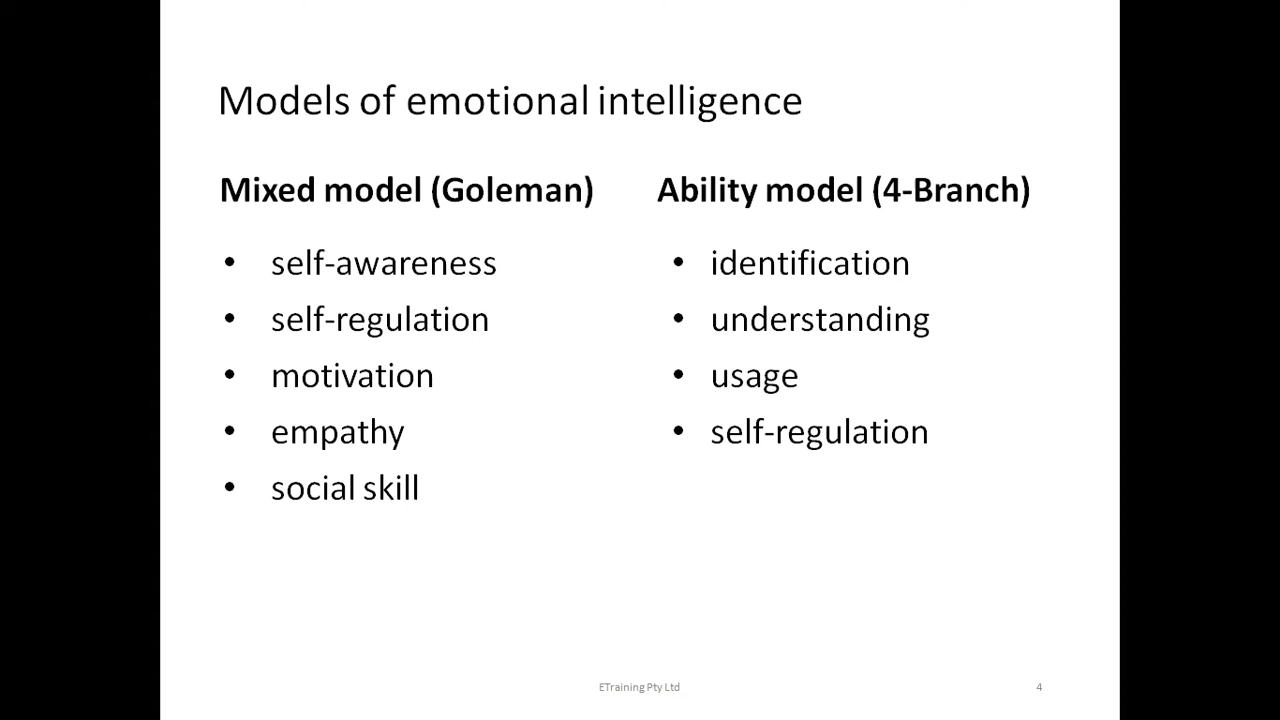 Models of emotional intelligence
Mixed model (Goleman)
• self-awareness
• self-regulation
• motivation
• empathy
• social skill
Ability model (4-Branch)
• identification
• understanding
• usage
• self-regulation
ETraining Pty Ltd
4